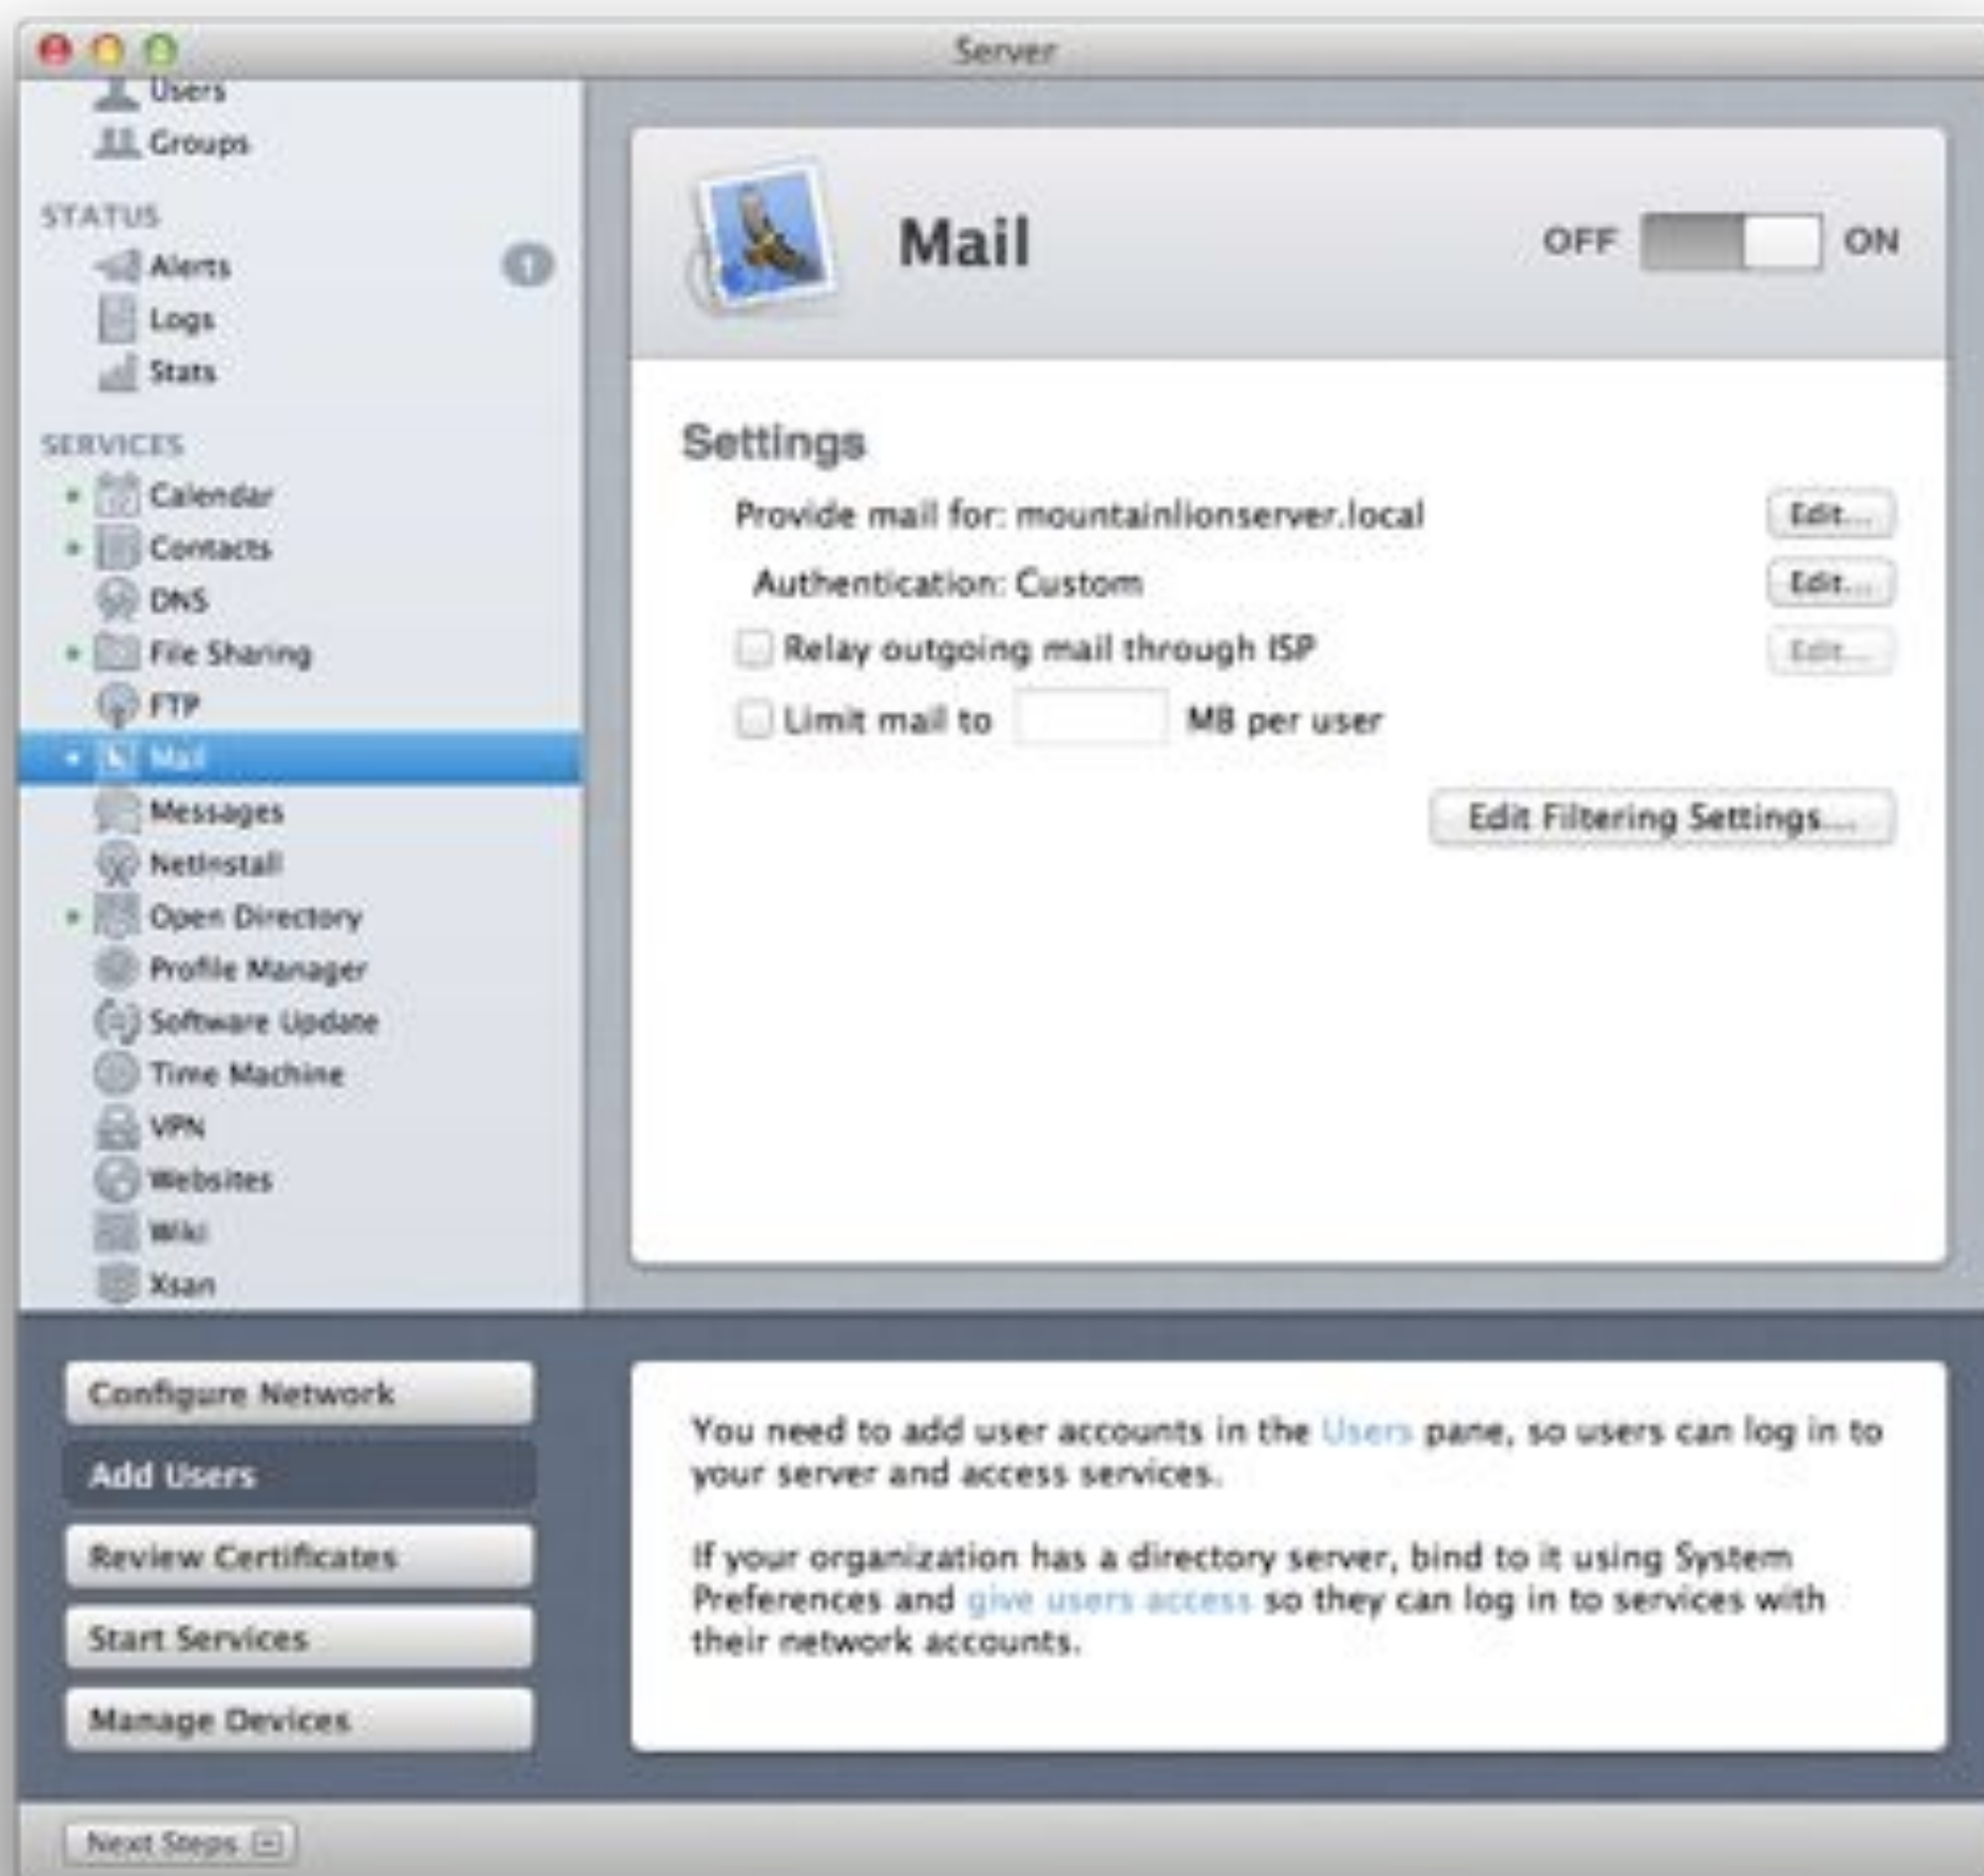 Server
Users
Groups
STATUS
Alerts
1
Logs
Stats
SERVICES
Calendar
Contacts
DNS
File Sharing
FTP
Mail
Messages
NetInstall
Open Directory
Profile Manager
Software Update
Time Machine
VPN
Websites
Wiki
Xsan
Mail
OFF ON
Settings
Provide mail for: mountainlionserver.local Edit...
Authentication: Custom Edit...
Relay outgoing mail through ISP Edit...
Limit mail to MB per user
Edit Filtering Settings...
Configure Network
Add Users
Review Certificates
Start Services
Manage Devices
You need to add user accounts in the Users pane, so users can log in to
your server and access services.
If your organization has a directory server, bind to it using System
Preferences and give users access so they can log in to services with
their network accounts.
Next Steps